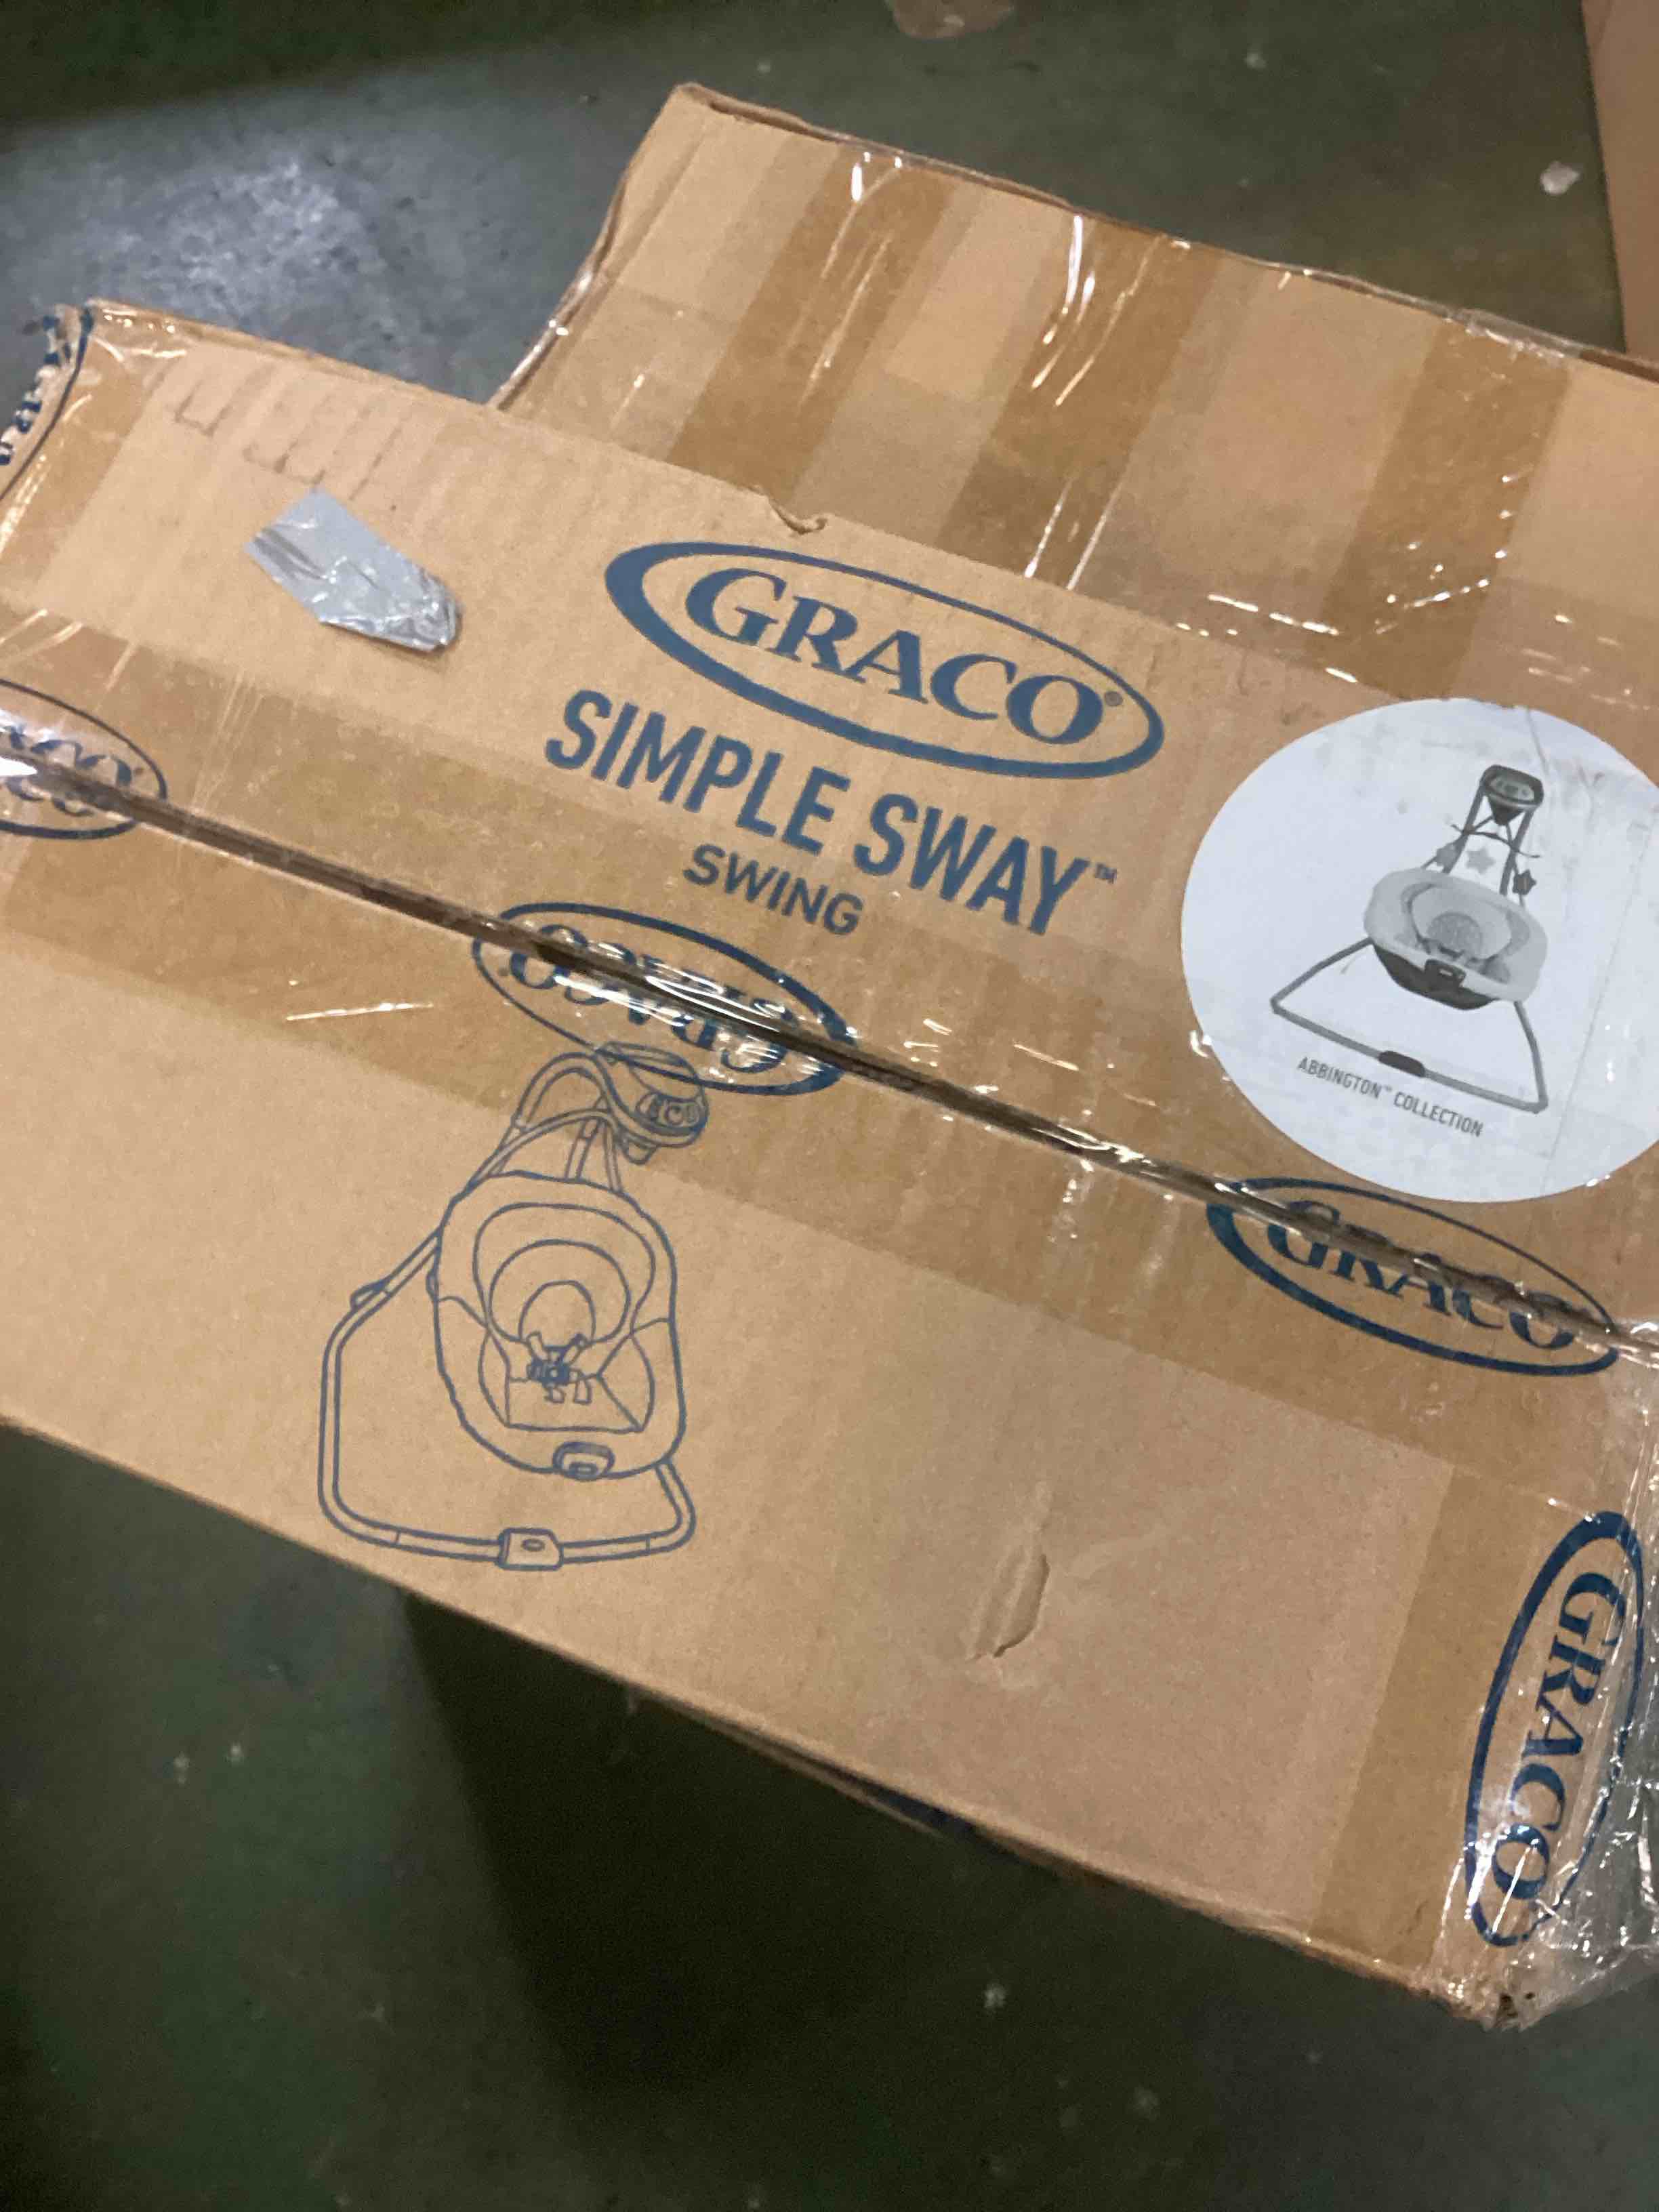 GRACO®
SIMPLE SWAY™
SWING
ABBINGTON™ COLLECTION
GRACO
GRACO
GRACO